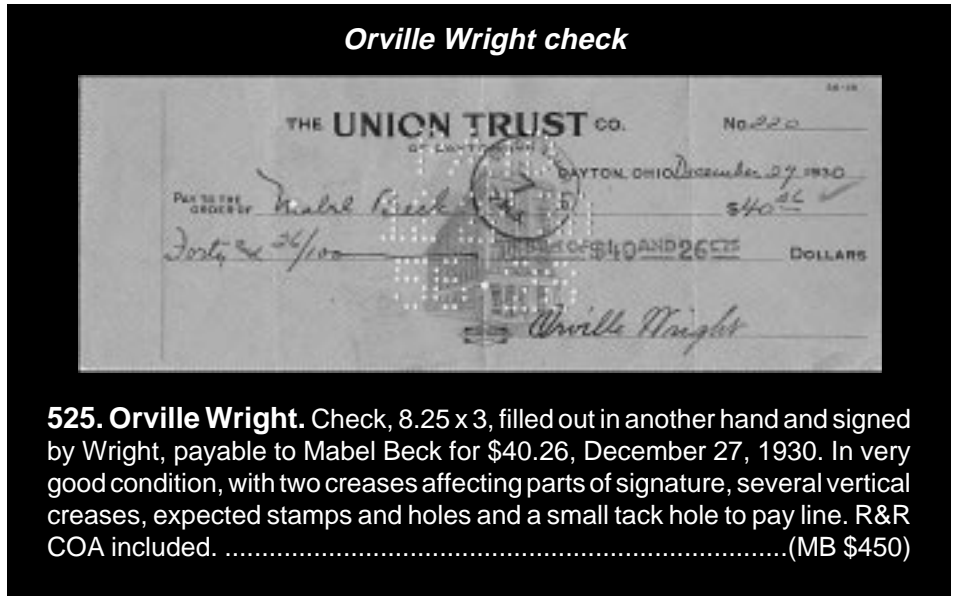 Orville Wright check
THE UNION TRUST CO.
No. 220
DAYTON, OHIO December 27 1930
PAY TO THE ORDER OF Mabel Beck $40 26
Forty & 26/100 DOLLARS
OF $40 AND 26 CTS
Orville Wright
525. Orville Wright. Check, 8.25 x 3, filled out in another hand and signed
by Wright, payable to Mabel Beck for $40.26, December 27, 1930. In very
good condition, with two creases affecting parts of signature, several vertical
creases, expected stamps and holes and a small tack hole to pay line. R&R
COA included. ......................................................................(MB $450)